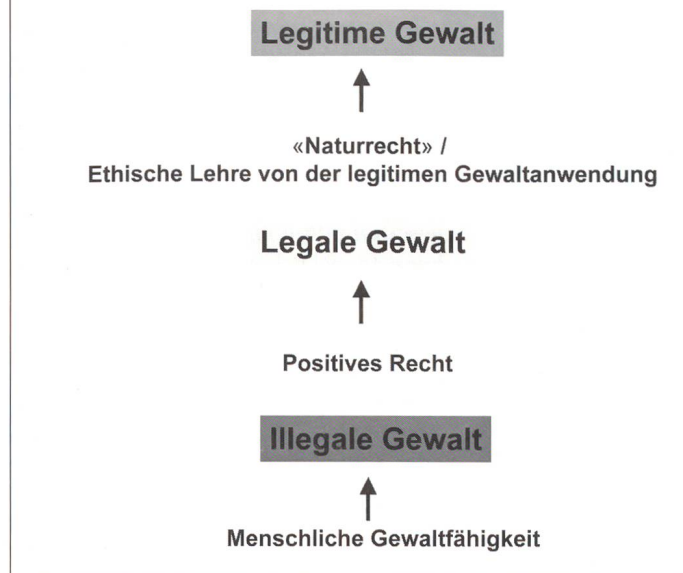 Legitime Gewalt
«Naturrecht» /
Ethische Lehre von der legitimen Gewaltanwendung
Legale Gewalt
Positives Recht
Illegale Gewalt
Menschliche Gewaltfähigkeit